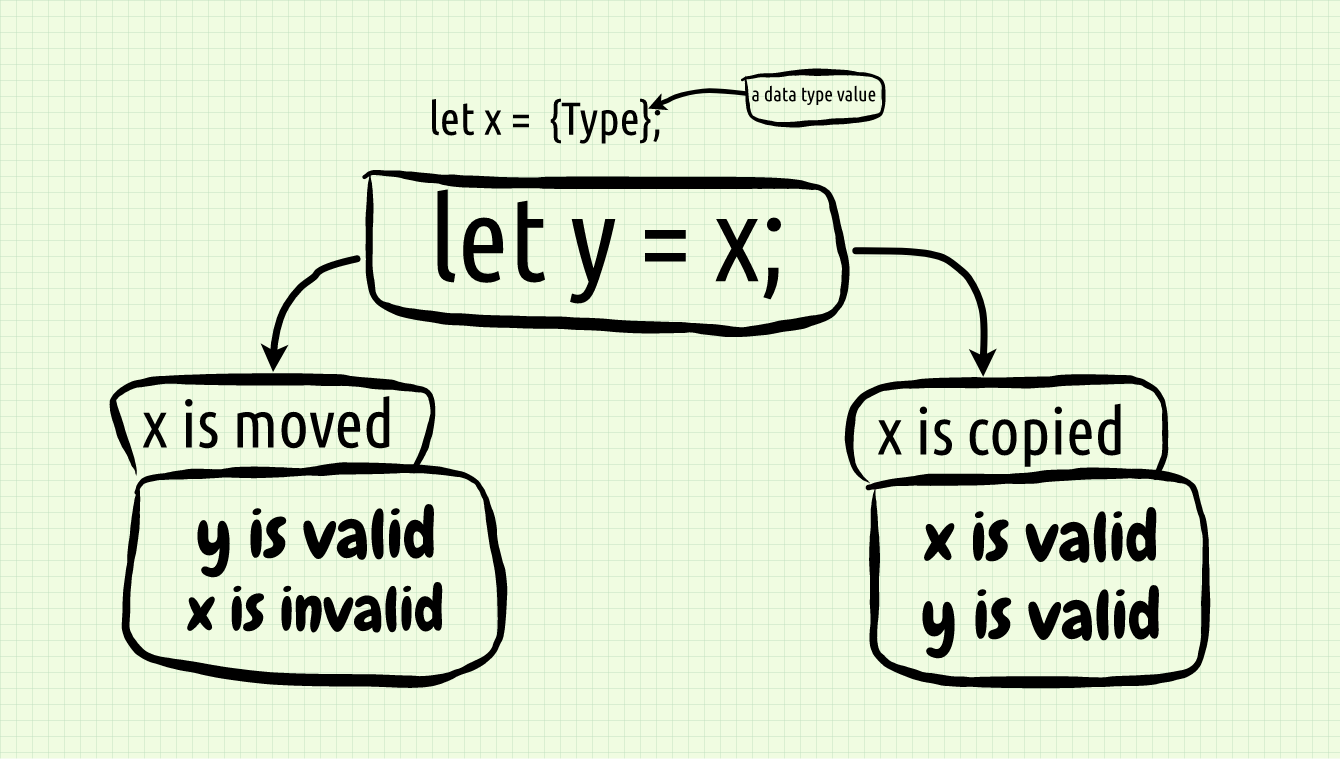 a data type value
let x = {Type};
let y = x;
x is moved
y is valid
x is invalid
x is copied
x is valid
y is valid